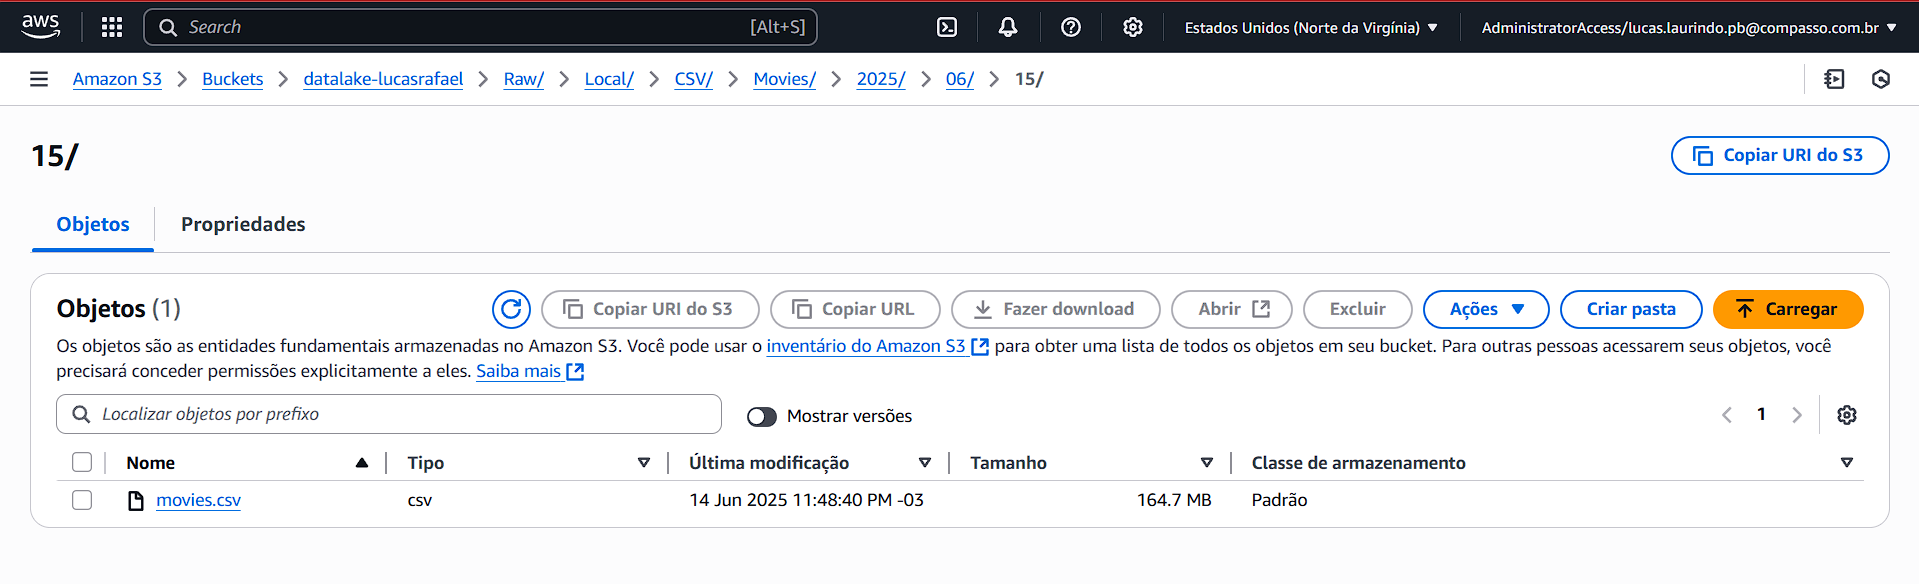 aws Search [Alt+S] Estados Unidos (Norte da Virgínia) AdministratorAccess/lucas.laurindo.pb@compasso.com.br
Amazon S3 Buckets datalake-lucasrafael Raw/ Local/ CSV/ Movies/ 2025/ 06/ 15/
15/
Copiar URI do S3
Objetos Propriedades
Objetos (1) Copiar URI do S3 Copiar URL Fazer download Abrir Excluir Ações Criar pasta Carregar
Os objetos são as entidades fundamentais armazenadas no Amazon S3. Você pode usar o inventário do Amazon S3 para obter uma lista de todos os objetos em seu bucket. Para outras pessoas acessarem seus objetos, você
precisará conceder permissões explicitamente a eles. Saiba mais
Localizar objetos por prefixo Mostrar versões 1
Nome Tipo Última modificação Tamanho Classe de armazenamento
movies.csv csv 14 Jun 2025 11:48:40 PM -03 164.7 MB Padrão